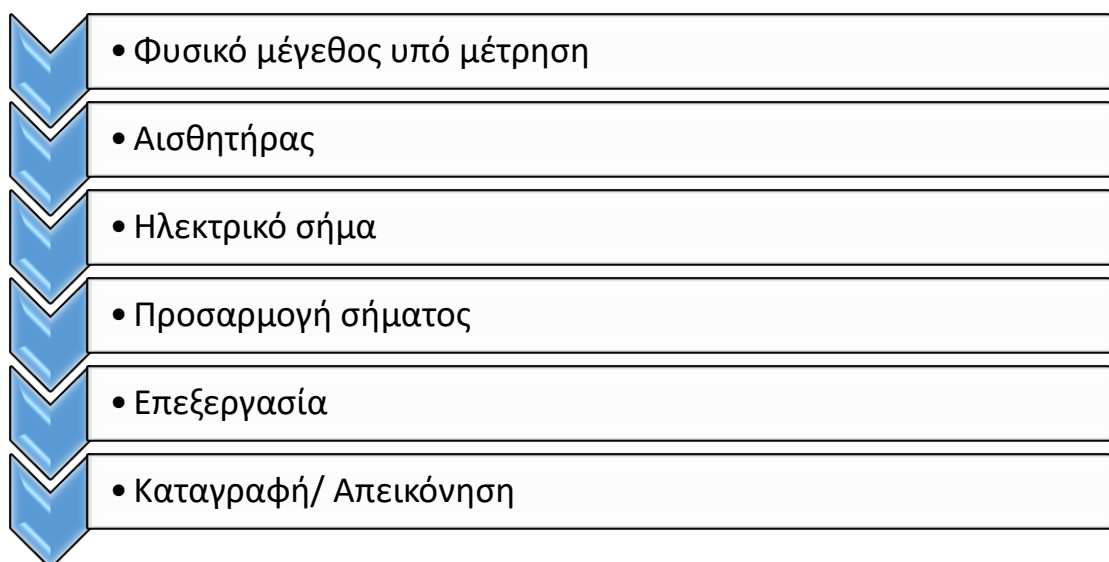 • Φυσικό μέγεθος υπό μέτρηση
• Αισθητήρας
• Ηλεκτρικό σήμα
• Προσαρμογή σήματος
• Επεξεργασία
• Καταγραφή/ Απεικόνηση